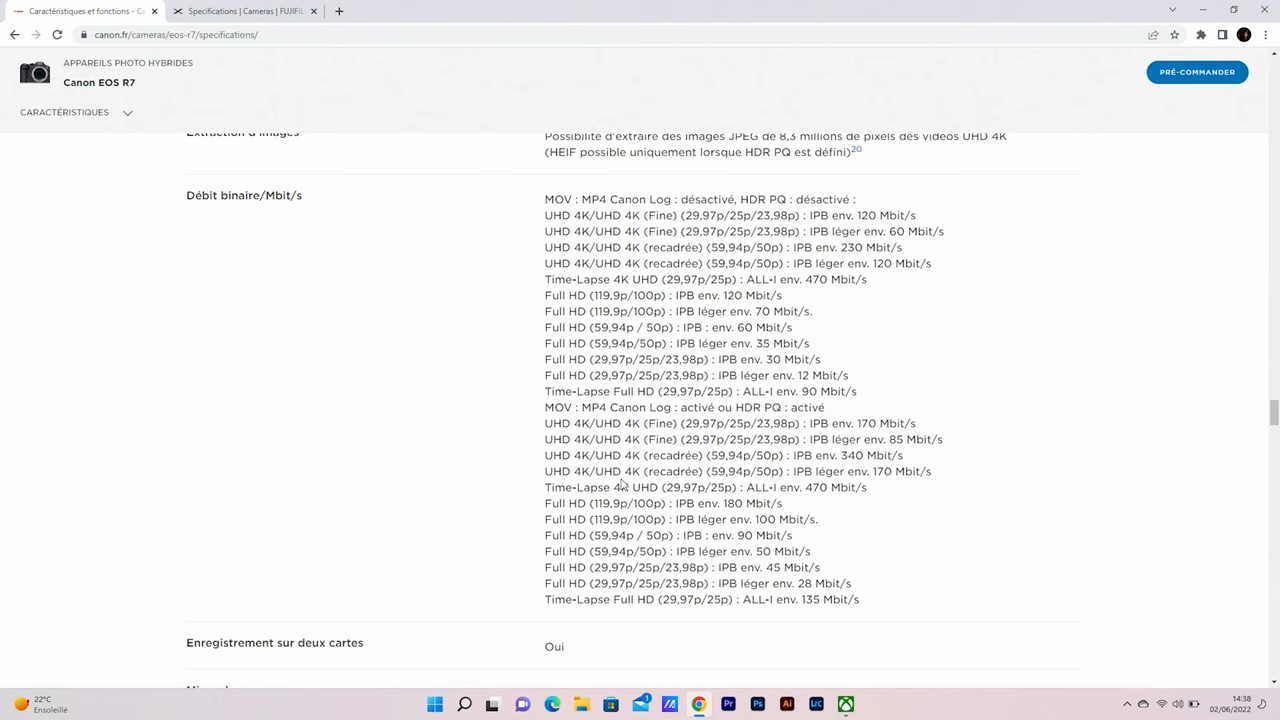 Caractéristiques et fonctions - Ca
Specifications | Cameras | FUJIFIL
canon.fr/cameras/eos-r7/specifications/
APPAREILS PHOTO HYBRIDES
Canon EOS R7
PRÉ-COMMANDER
CARACTÉRISTIQUES
Extraction d'images
Possibilité d'extraire des images JPEG de 8,3 millions de pixels des vidéos UHD 4K
(HEIF possible uniquement lorsque HDR PQ est défini)20
Débit binaire/Mbit/s
MOV : MP4 Canon Log : désactivé, HDR PQ : désactivé :
UHD 4K/UHD 4K (Fine) (29,97p/25p/23,98p) : IPB env. 120 Mbit/s
UHD 4K/UHD 4K (Fine) (29,97p/25p/23,98p) : IPB léger env. 60 Mbit/s
UHD 4K/UHD 4K (recadrée) (59,94p/50p) : IPB env. 230 Mbit/s
UHD 4K/UHD 4K (recadrée) (59,94p/50p) : IPB léger env. 120 Mbit/s
Time-Lapse 4K UHD (29,97p/25p) : ALL-I env. 470 Mbit/s
Full HD (119,9p/100p) : IPB env. 120 Mbit/s
Full HD (119,9p/100p) : IPB léger env. 70 Mbit/s.
Full HD (59,94p / 50p) : IPB : env. 60 Mbit/s
Full HD (59,94p/50p) : IPB léger env. 35 Mbit/s
Full HD (29,97p/25p/23,98p) : IPB env. 30 Mbit/s
Full HD (29,97p/25p/23,98p) : IPB léger env. 12 Mbit/s
Time-Lapse Full HD (29,97p/25p) : ALL-I env. 90 Mbit/s
MOV : MP4 Canon Log : activé ou HDR PQ : activé
UHD 4K/UHD 4K (Fine) (29,97p/25p/23,98p) : IPB env. 170 Mbit/s
UHD 4K/UHD 4K (Fine) (29,97p/25p/23,98p) : IPB léger env. 85 Mbit/s
UHD 4K/UHD 4K (recadrée) (59,94p/50p) : IPB env. 340 Mbit/s
UHD 4K/UHD 4K (recadrée) (59,94p/50p) : IPB léger env. 170 Mbit/s
Time-Lapse 4K UHD (29,97p/25p) : ALL-I env. 470 Mbit/s
Full HD (119,9p/100p) : IPB env. 180 Mbit/s
Full HD (119,9p/100p) : IPB léger env. 100 Mbit/s.
Full HD (59,94p / 50p) : IPB : env. 90 Mbit/s
Full HD (59,94p/50p) : IPB léger env. 50 Mbit/s
Full HD (29,97p/25p/23,98p) : IPB env. 45 Mbit/s
Full HD (29,97p/25p/23,98p) : IPB léger env. 28 Mbit/s
Time-Lapse Full HD (29,97p/25p) : ALL-I env. 135 Mbit/s
Enregistrement sur deux cartes
Oui
22°C
Ensoleillé
1
Pr
Ps
Ai
Lrc
14:38
02/06/2022